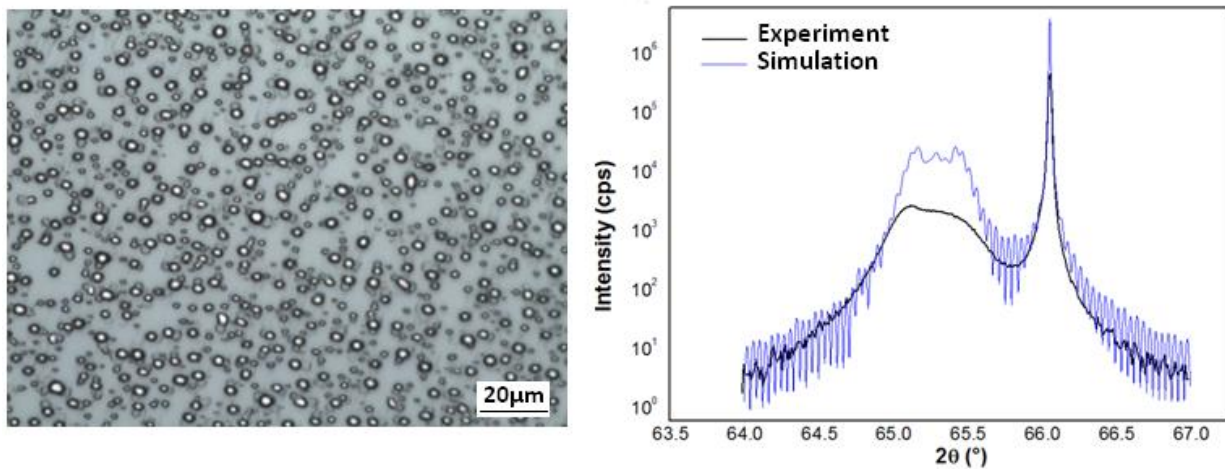 20μm
Experiment
Simulation
Intensity (cps)
10⁶
10⁵
10⁴
10³
10²
10¹
10⁰
63.5 64.0 64.5 65.0 65.5 66.0 66.5 67.0
2θ (°)